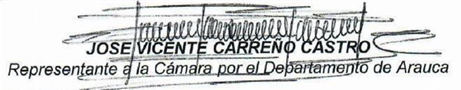 JOSE VICENTE CARREÑO CASTRO
Representante a la Cámara por el Departamento de Arauca